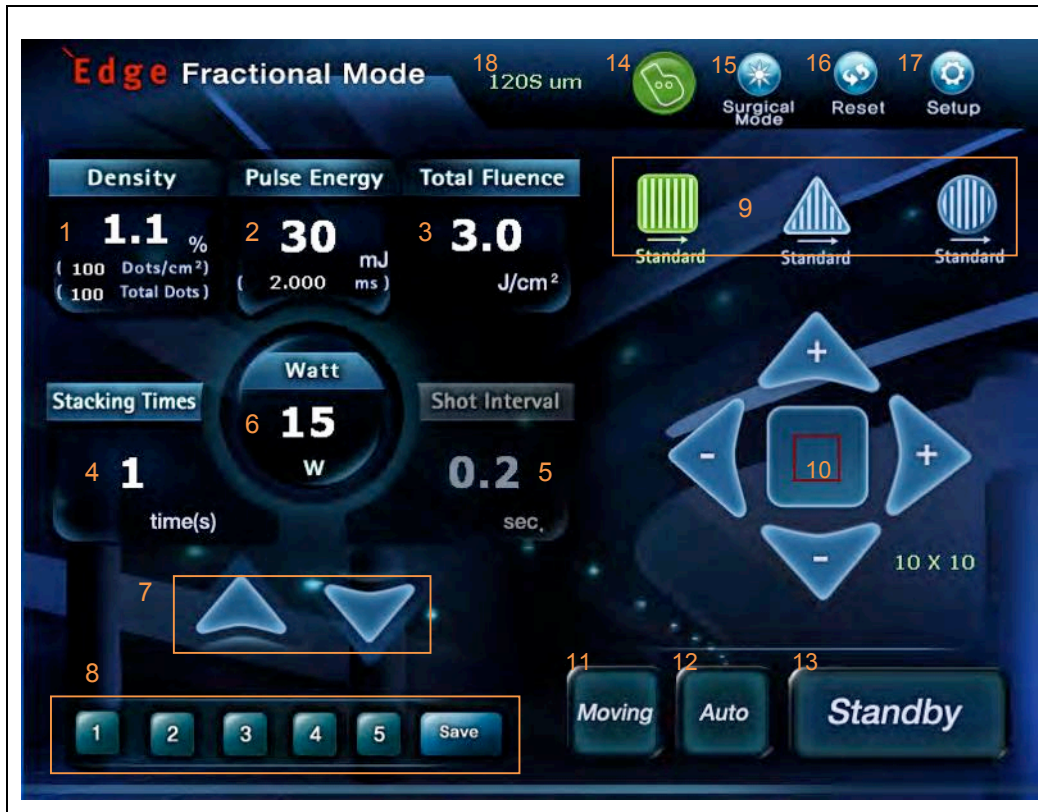 Edge Fractional Mode
18
120S um
14
15
16
17
Surgical Mode
Reset
Setup
Density
Pulse Energy
Total Fluence
1
1.1 %
( 100 Dots/cm²)
( 100 Total Dots)
2
30 mJ
( 2.000 ms )
3
3.0
J/cm²
9
Standard
Standard
Standard
+
-
10
+
-
10 X 10
Watt
6
15
W
Stacking Times
4
1
time(s)
Shot Interval
0.2
5
sec.
7
8
1
2
3
4
5
Save
11
Moving
12
Auto
13
Standby